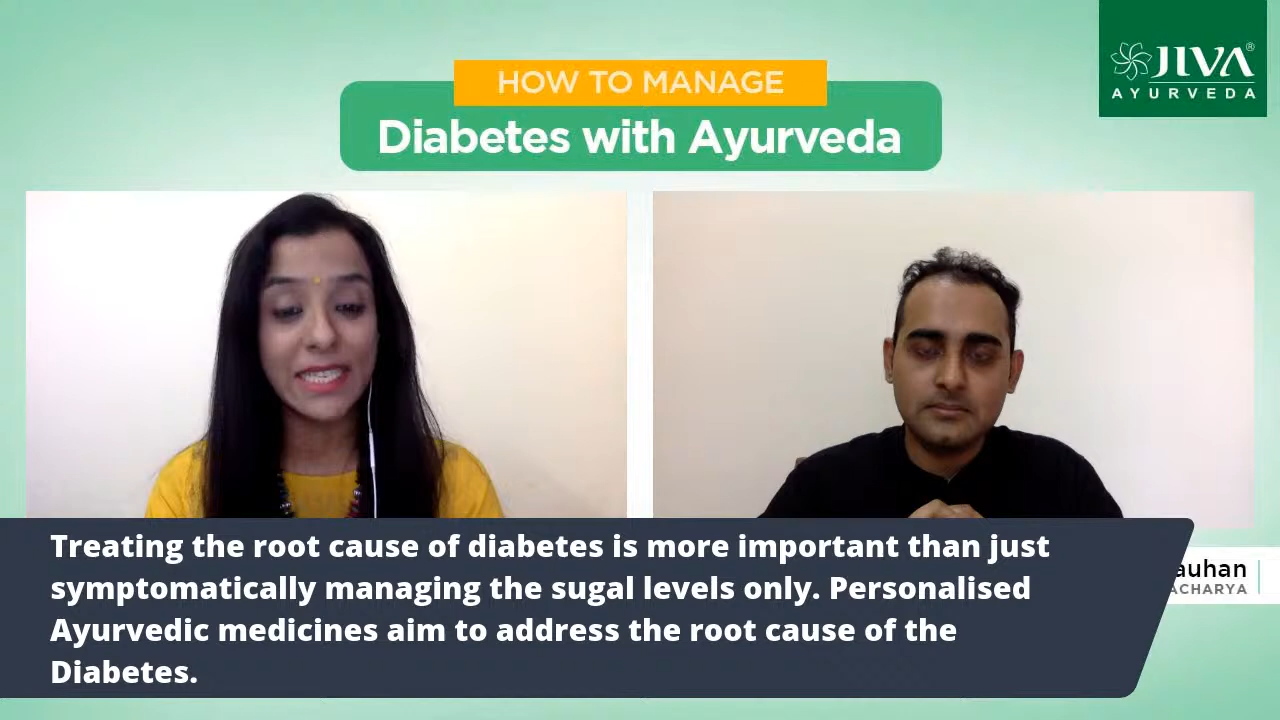 JIVA®
AYURVEDA
HOW TO MANAGE
Diabetes with Ayurveda
auhan
ACHARYA
Treating the root cause of diabetes is more important than just
symptomatically managing the sugal levels only. Personalised
Ayurvedic medicines aim to address the root cause of the
Diabetes.